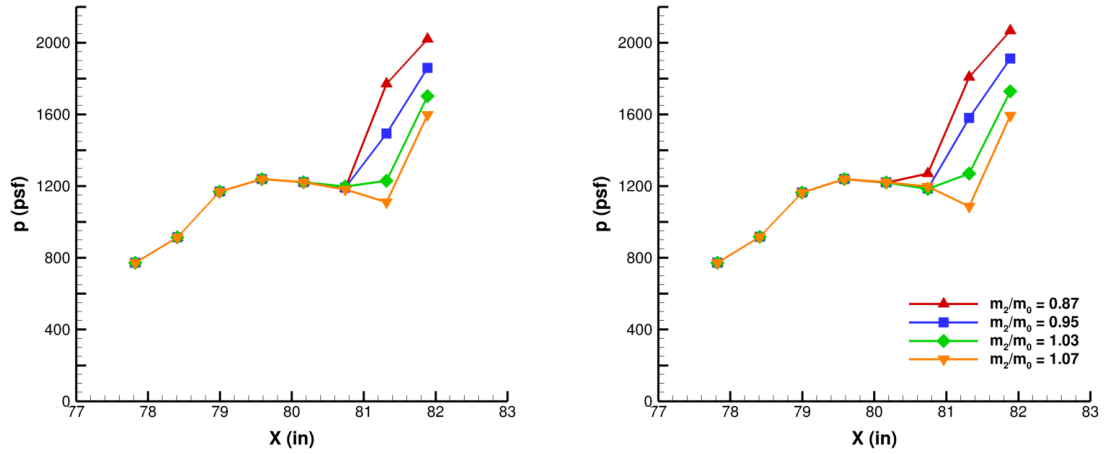 p (psf)
2000
1600
1200
800
400
0
77 78 79 80 81 82 83
X (in)
p (psf)
2000
1600
1200
800
400
0
77 78 79 80 81 82 83
X (in)
m₂/m₀ = 0.87
m₂/m₀ = 0.95
m₂/m₀ = 1.03
m₂/m₀ = 1.07